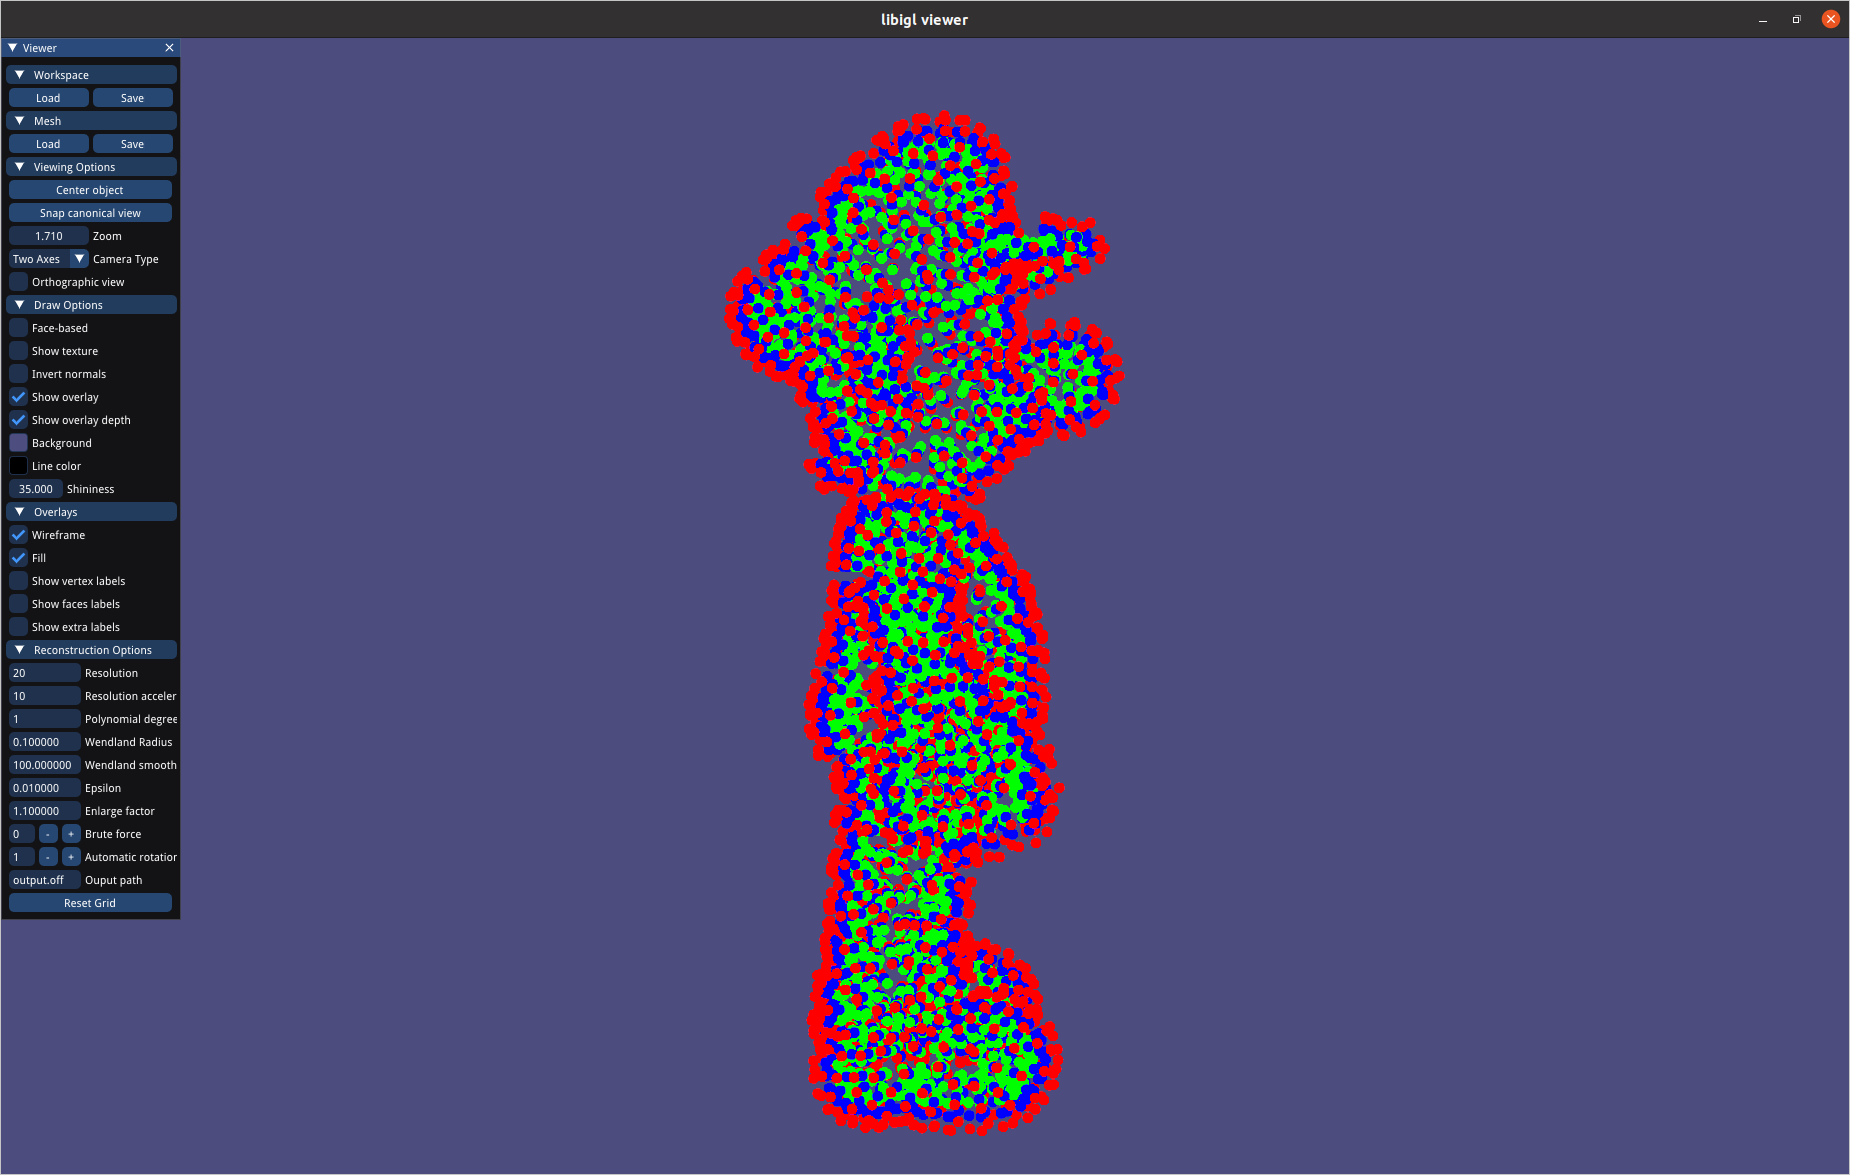 libigl viewer
Viewer
Workspace
Load Save
Mesh
Load Save
Viewing Options
Center object
Snap canonical view
1.710 Zoom
Two Axes Camera Type
Orthographic view
Draw Options
Face-based
Show texture
Invert normals
Show overlay
Show overlay depth
Background
Line color
35.000 Shininess
Overlays
Wireframe
Fill
Show vertex labels
Show faces labels
Show extra labels
Reconstruction Options
20 Resolution
10 Resolution acceler
1 Polynomial degree
0.100000 Wendland Radius
100.000000 Wendland smooth
0.010000 Epsilon
1.100000 Enlarge factor
0 - + Brute force
1 - + Automatic rotation
output.off Ouput path
Reset Grid